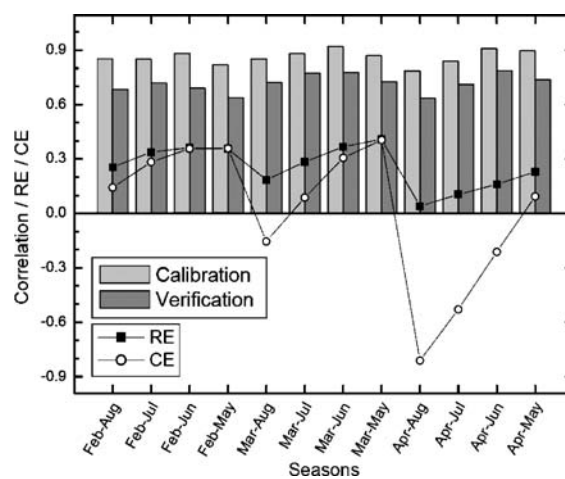 Correlation / RE / CE
0.9
0.6
0.3
0.0
-0.3
-0.6
-0.9
Calibration
Verification
RE
CE
Feb-Aug
Feb-Jul
Feb-Jun
Feb-May
Mar-Aug
Mar-Jul
Mar-Jun
Mar-May
Apr-Aug
Apr-Jul
Apr-Jun
Apr-May
Seasons